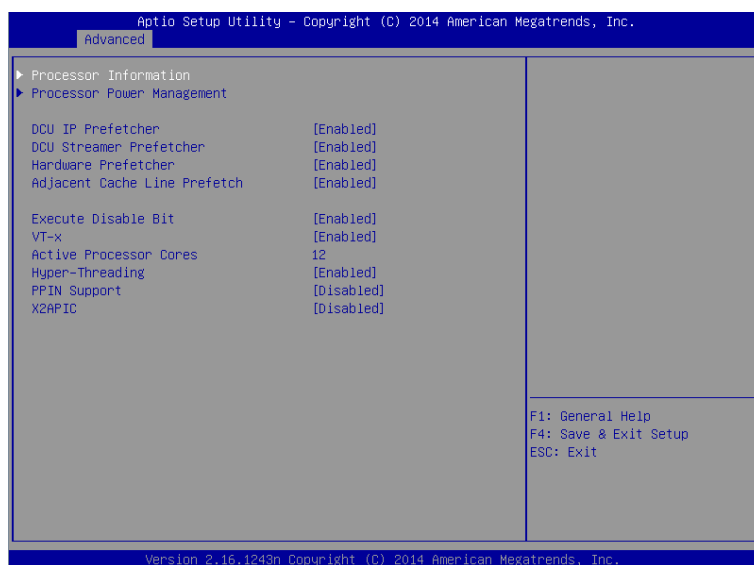 Aptio Setup Utility – Copyright (C) 2014 American Megatrends, Inc.
Advanced
Processor Information
Processor Power Management
DCU IP Prefetcher [Enabled]
DCU Streamer Prefetcher [Enabled]
Hardware Prefetcher [Enabled]
Adjacent Cache Line Prefetch [Enabled]
Execute Disable Bit [Enabled]
VT-x [Enabled]
Active Processor Cores 12
Hyper-Threading [Enabled]
PPIN Support [Disabled]
X2APIC [Disabled]
F1: General Help
F4: Save & Exit Setup
ESC: Exit
Version 2.16.1243n Copyright (C) 2014 American Megatrends, Inc.